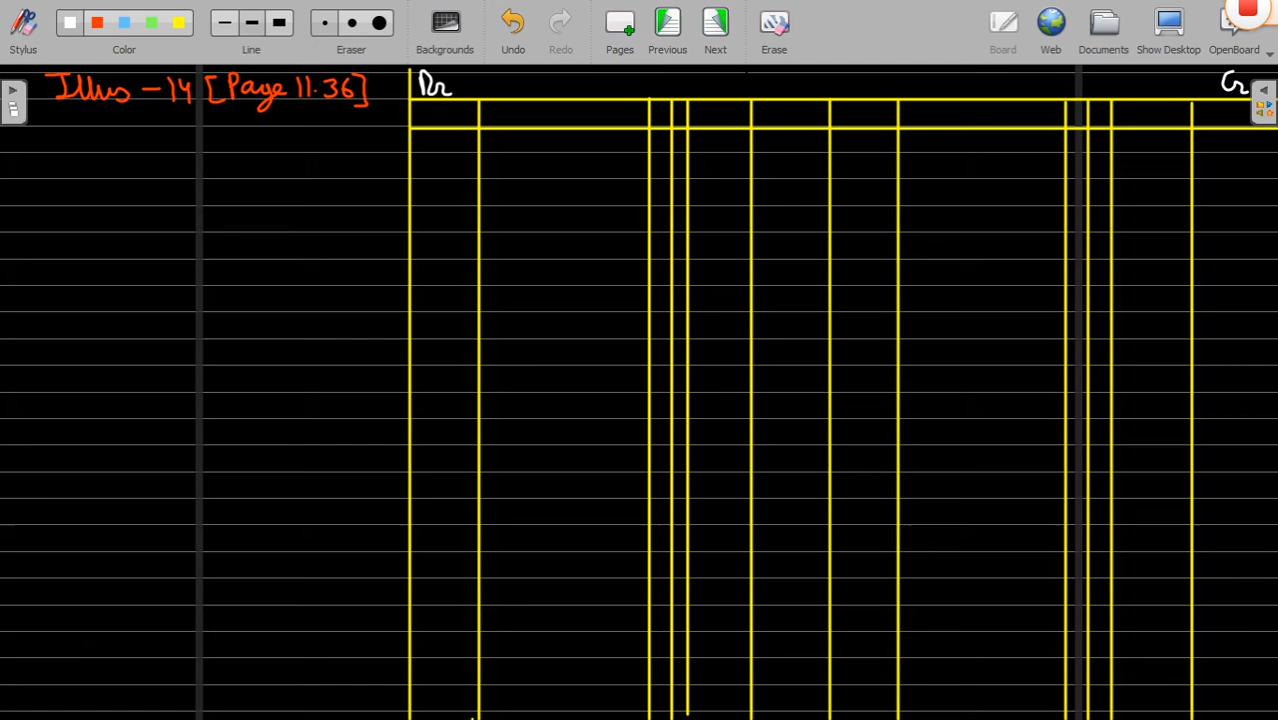 Stylus
Color
Line
Eraser
Backgrounds
Undo
Redo
Pages
Previous
Next
Erase
Board
Web
Documents
Show Desktop
OpenBoard
Illus - 14 [Page 11.36]
Dr
Cr